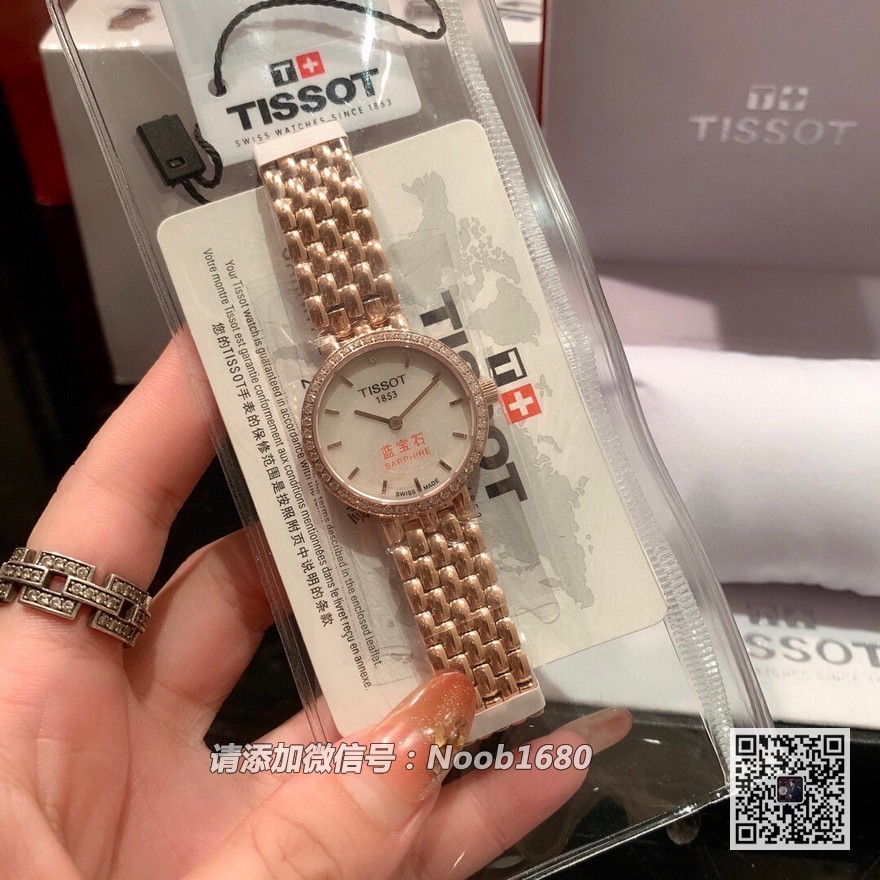 TISSOT
SWISS WATCHES SINCE 1853
TISSOT
Your Tissot watch is guaranteed in accordance with the terms described in the enclosed leaflet.
Votre montre Tissot est garantie conformément aux conditions mentionnées dans le livret reçu en annexe.
您的TISSOT手表的保修范围是按照附页中说明的条款
TISSOT
TISSOT
1853
蓝宝石
SAPPHIRE
SWISS MADE
请添加微信号：Noob1680